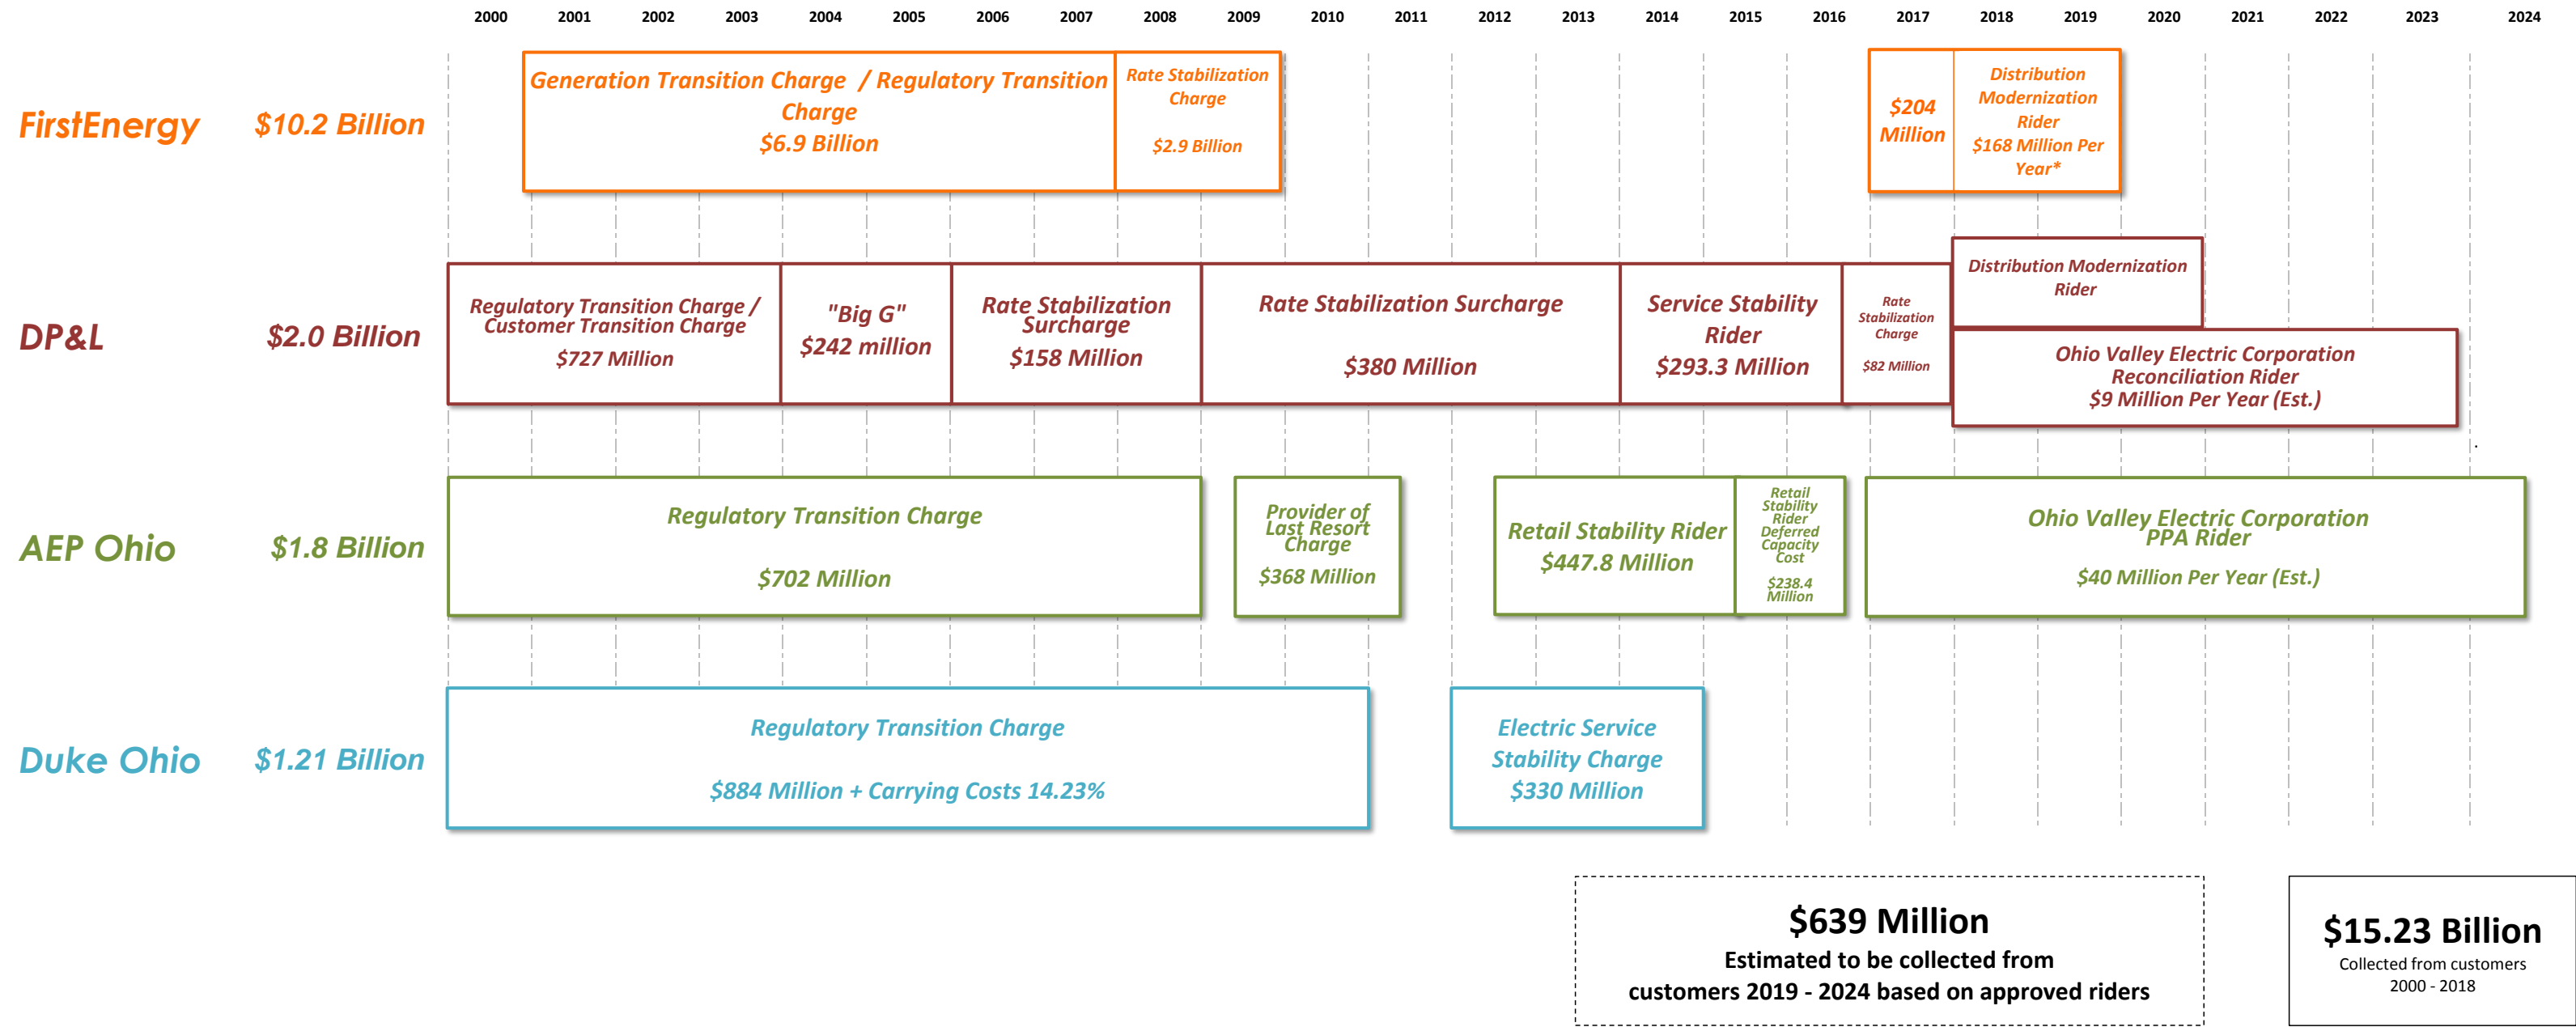 2000 2001 2002 2003 2004 2005 2006 2007 2008 2009 2010 2011 2012 2013 2014 2015 2016 2017 2018 2019 2020 2021 2022 2023 2024
FirstEnergy
$10.2 Billion
Generation Transition Charge / Regulatory Transition
Charge
$6.9 Billion
Rate Stabilization
Charge
$2.9 Billion
$204
Million
Distribution
Modernization
Rider
$168 Million Per
Year*
DP&L
$2.0 Billion
Regulatory Transition Charge /
Customer Transition Charge
$727 Million
"Big G"
$242 million
Rate Stabilization
Surcharge
$158 Million
Rate Stabilization Surcharge
$380 Million
Service Stability
Rider
$293.3 Million
Rate
Stabilization
Charge
$82 Million
Distribution Modernization
Rider
Ohio Valley Electric Corporation
Reconciliation Rider
$9 Million Per Year (Est.)
.
AEP Ohio
$1.8 Billion
Regulatory Transition Charge
$702 Million
Provider of
Last Resort
Charge
$368 Million
Retail Stability Rider
$447.8 Million
Retail
Stability
Rider
Deferred
Capacity
Cost
$238.4
Million
Ohio Valley Electric Corporation
PPA Rider
$40 Million Per Year (Est.)
Duke Ohio
$1.21 Billion
Regulatory Transition Charge
$884 Million + Carrying Costs 14.23%
Electric Service
Stability Charge
$330 Million
$639 Million
Estimated to be collected from
customers 2019 - 2024 based on approved riders
$15.23 Billion
Collected from customers
2000 - 2018